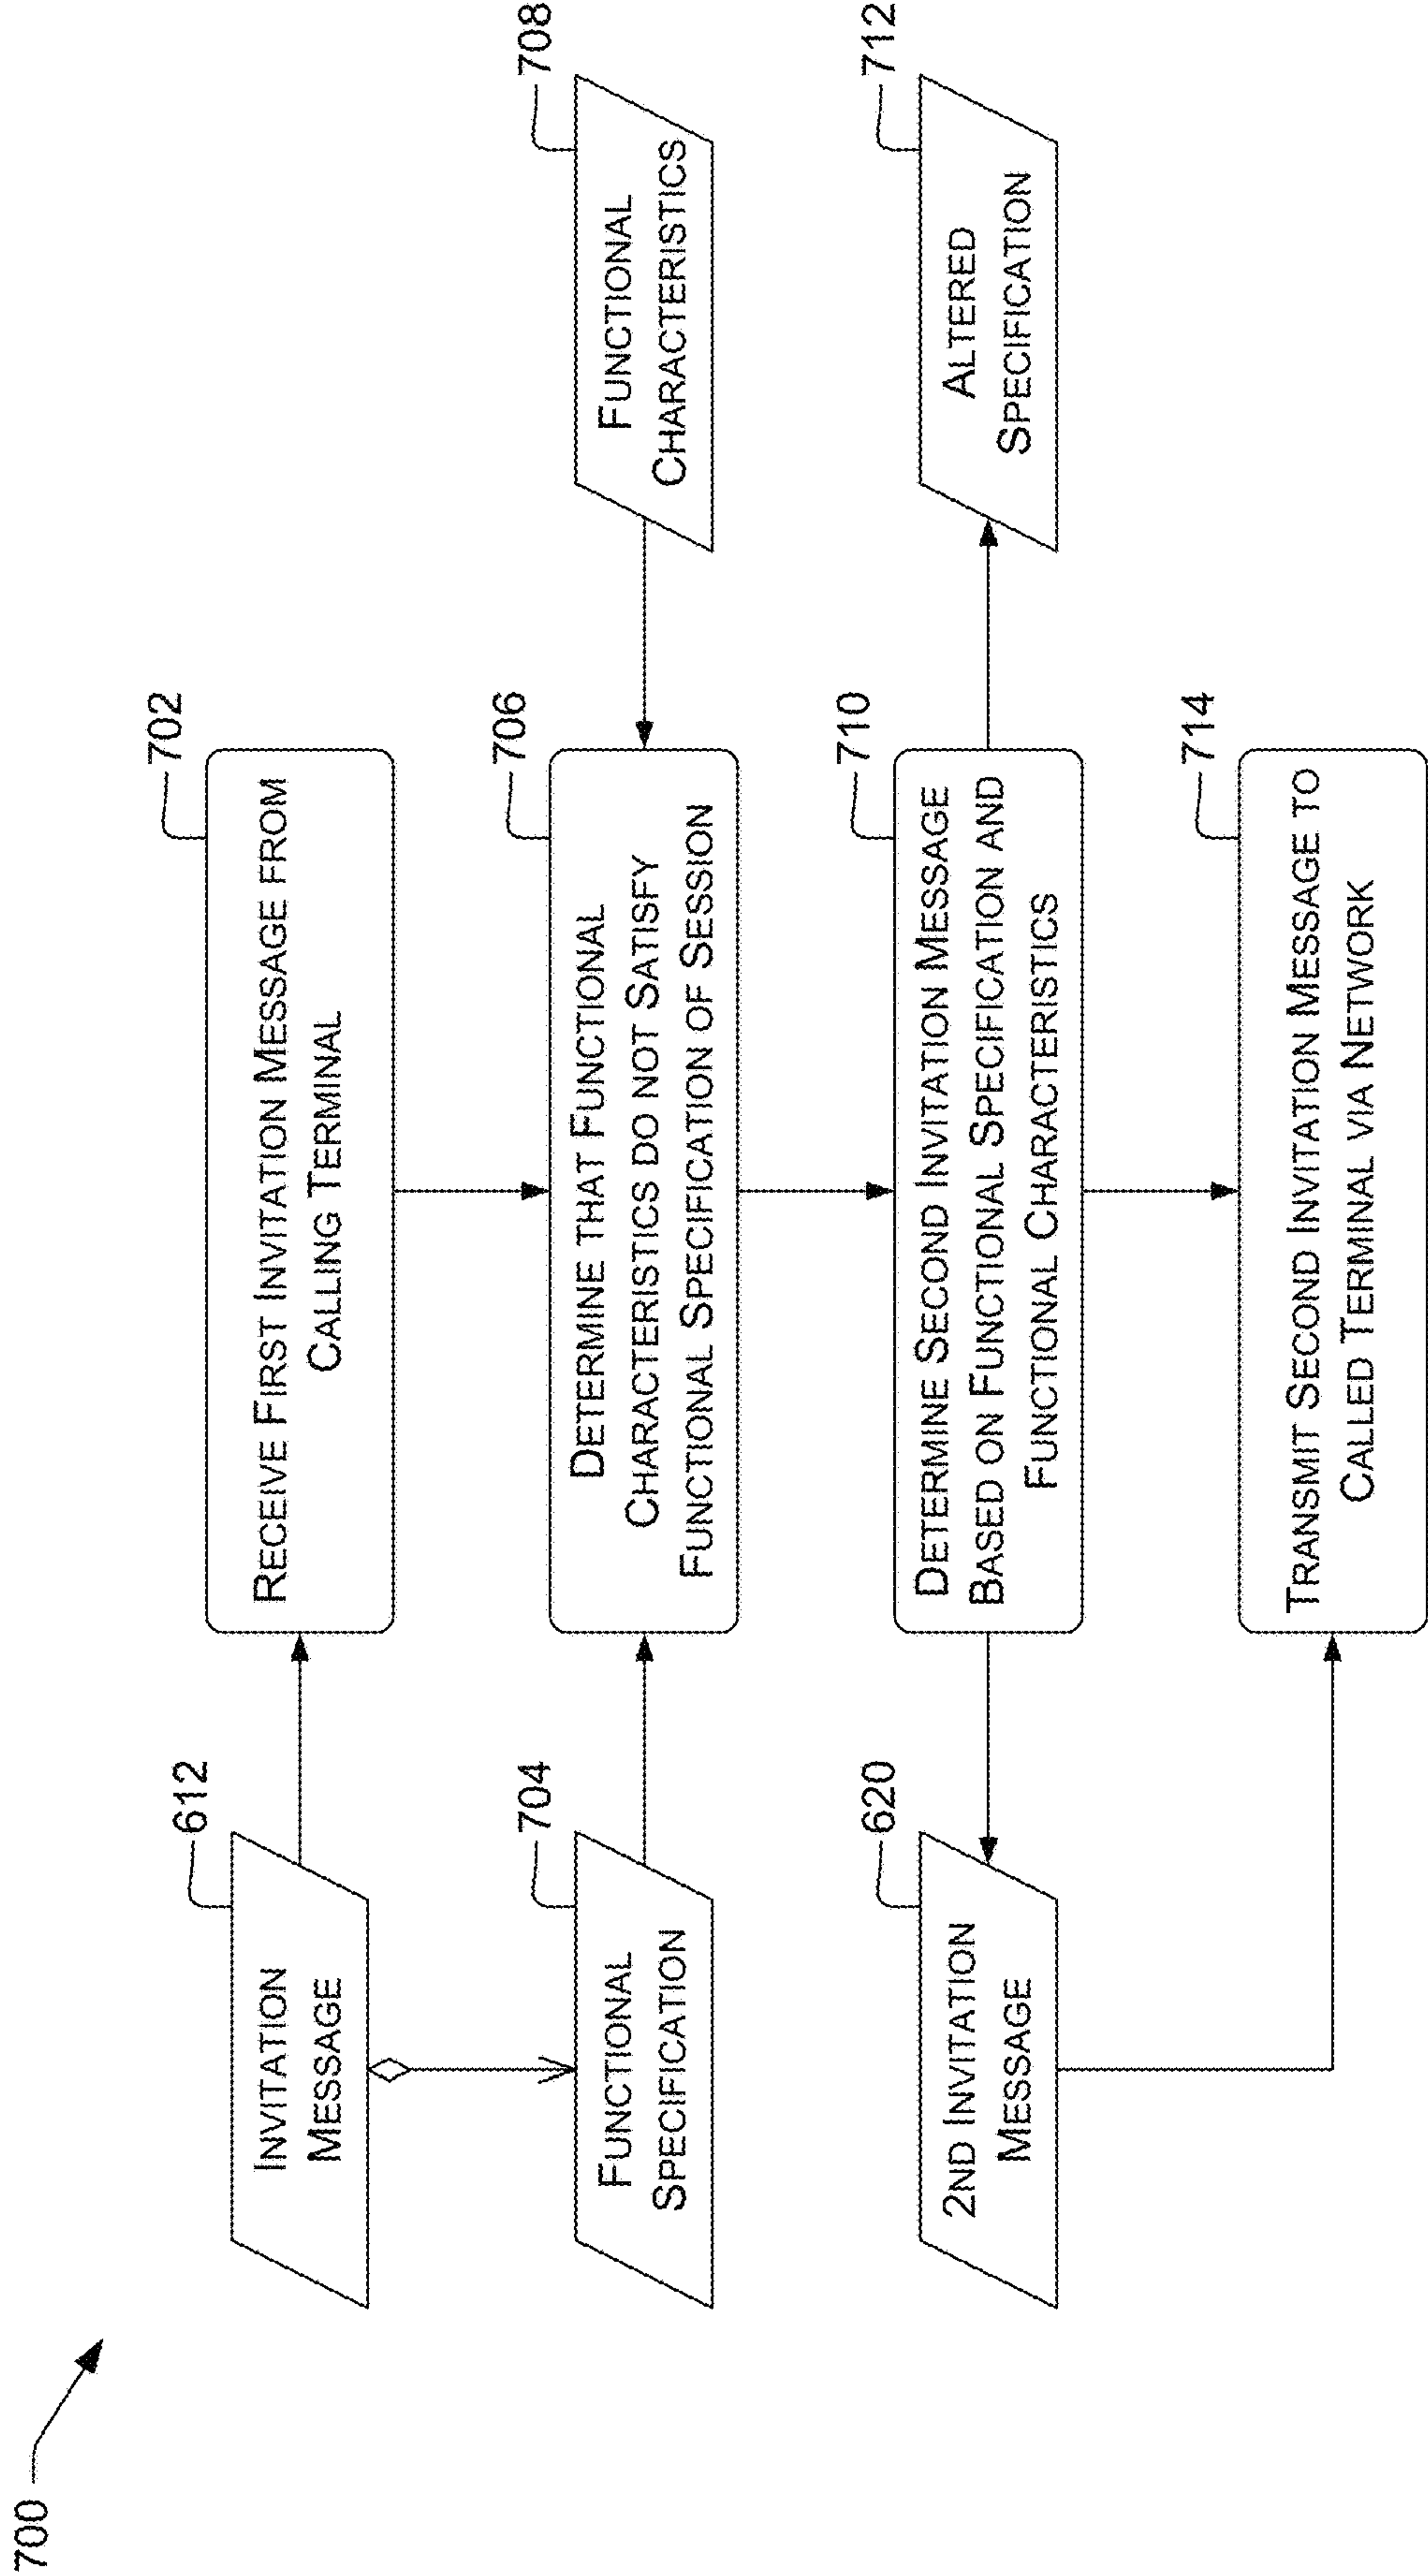 700
612
INVITATION
MESSAGE
702
RECEIVE FIRST INVITATION MESSAGE FROM
CALLING TERMINAL
704
FUNCTIONAL
SPECIFICATION
706
DETERMINE THAT FUNCTIONAL
CHARACTERISTICS DO NOT SATISFY
FUNCTIONAL SPECIFICATION OF SESSION
708
FUNCTIONAL
CHARACTERISTICS
620
2ND INVITATION
MESSAGE
710
DETERMINE SECOND INVITATION MESSAGE
BASED ON FUNCTIONAL SPECIFICATION AND
FUNCTIONAL CHARACTERISTICS
712
ALTERED
SPECIFICATION
714
TRANSMIT SECOND INVITATION MESSAGE TO
CALLED TERMINAL VIA NETWORK